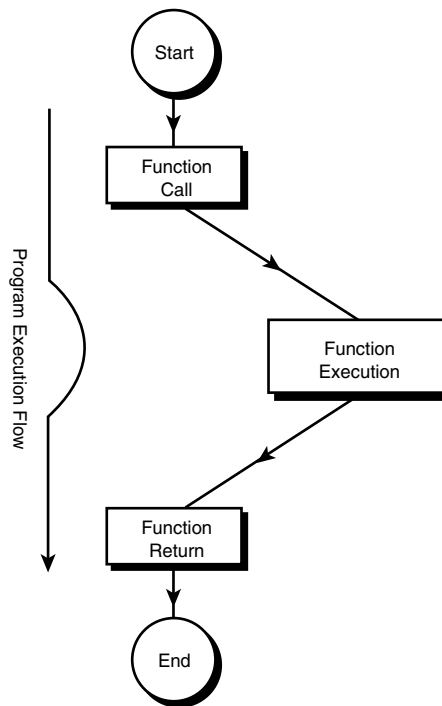 Start
Function
Call
Program Execution Flow
Function
Execution
Function
Return
End